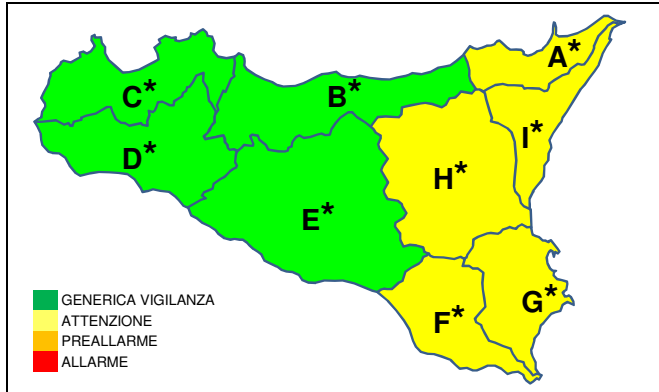 A*
C*
B*
I*
D*
H*
E*
G*
F*
GENERICA VIGILANZA
ATTENZIONE
PREALLARME
ALLARME